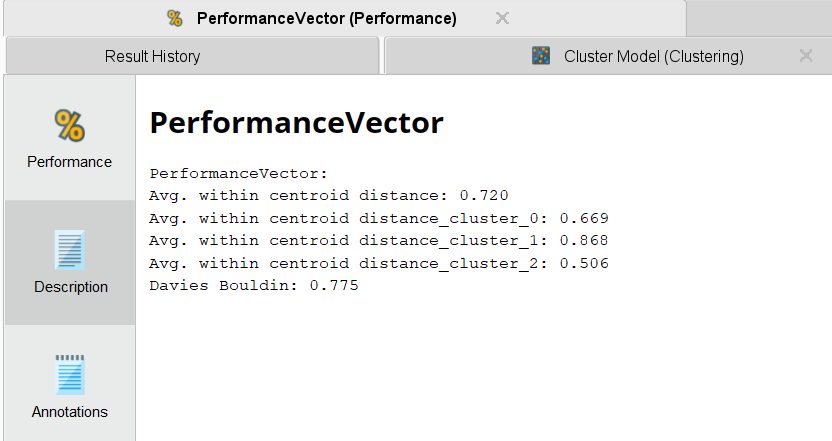 PerformanceVector (Performance)
Result History
Cluster Model (Clustering)
%
Performance
Description
Annotations
PerformanceVector
PerformanceVector:
Avg. within centroid distance: 0.720
Avg. within centroid distance_cluster_0: 0.669
Avg. within centroid distance_cluster_1: 0.868
Avg. within centroid distance_cluster_2: 0.506
Davies Bouldin: 0.775